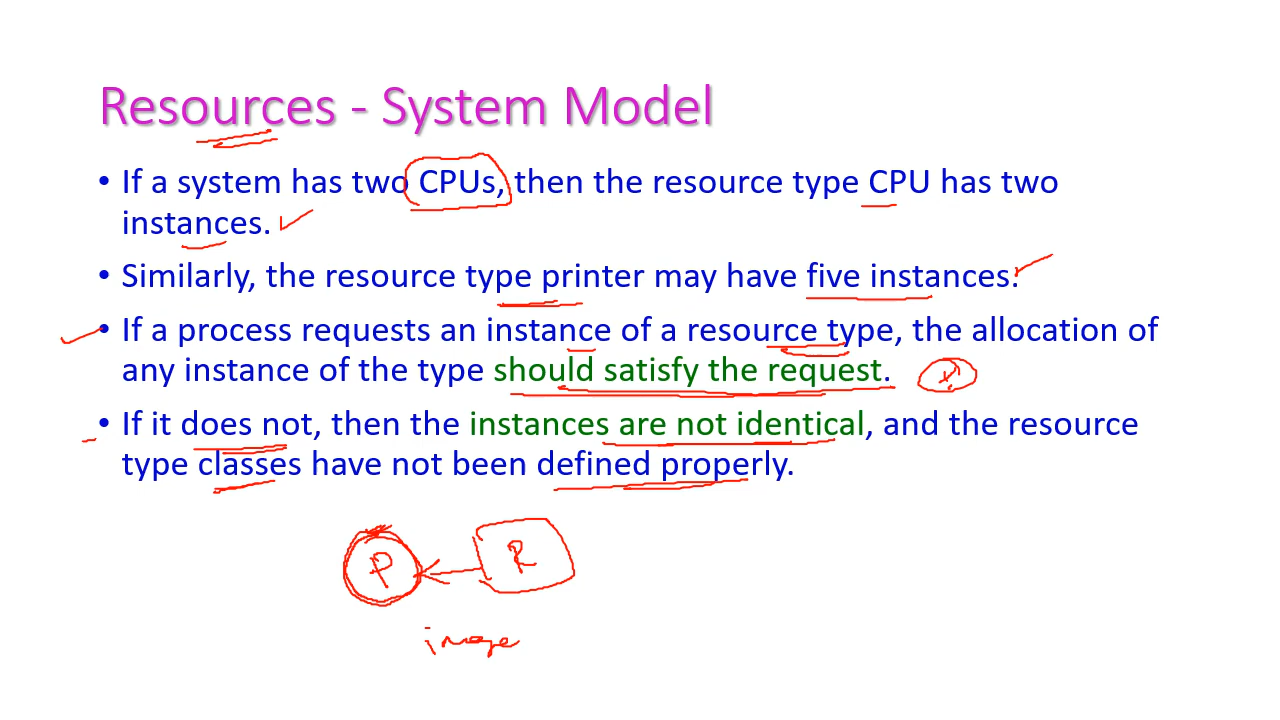 Resources - System Model
• If a system has two CPUs, then the resource type CPU has two
instances.
• Similarly, the resource type printer may have five instances.
• If a process requests an instance of a resource type, the allocation of
any instance of the type should satisfy the request.
• If it does not, then the instances are not identical, and the resource
type classes have not been defined properly.
P R
image